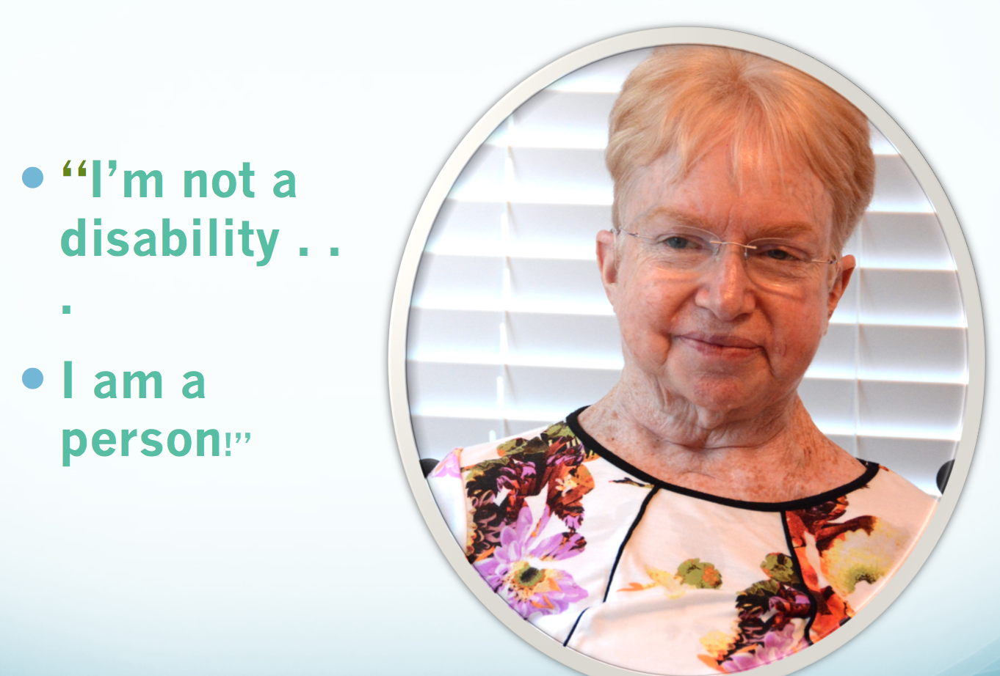 “I’m not a
disability . .
.
I am a
person!”